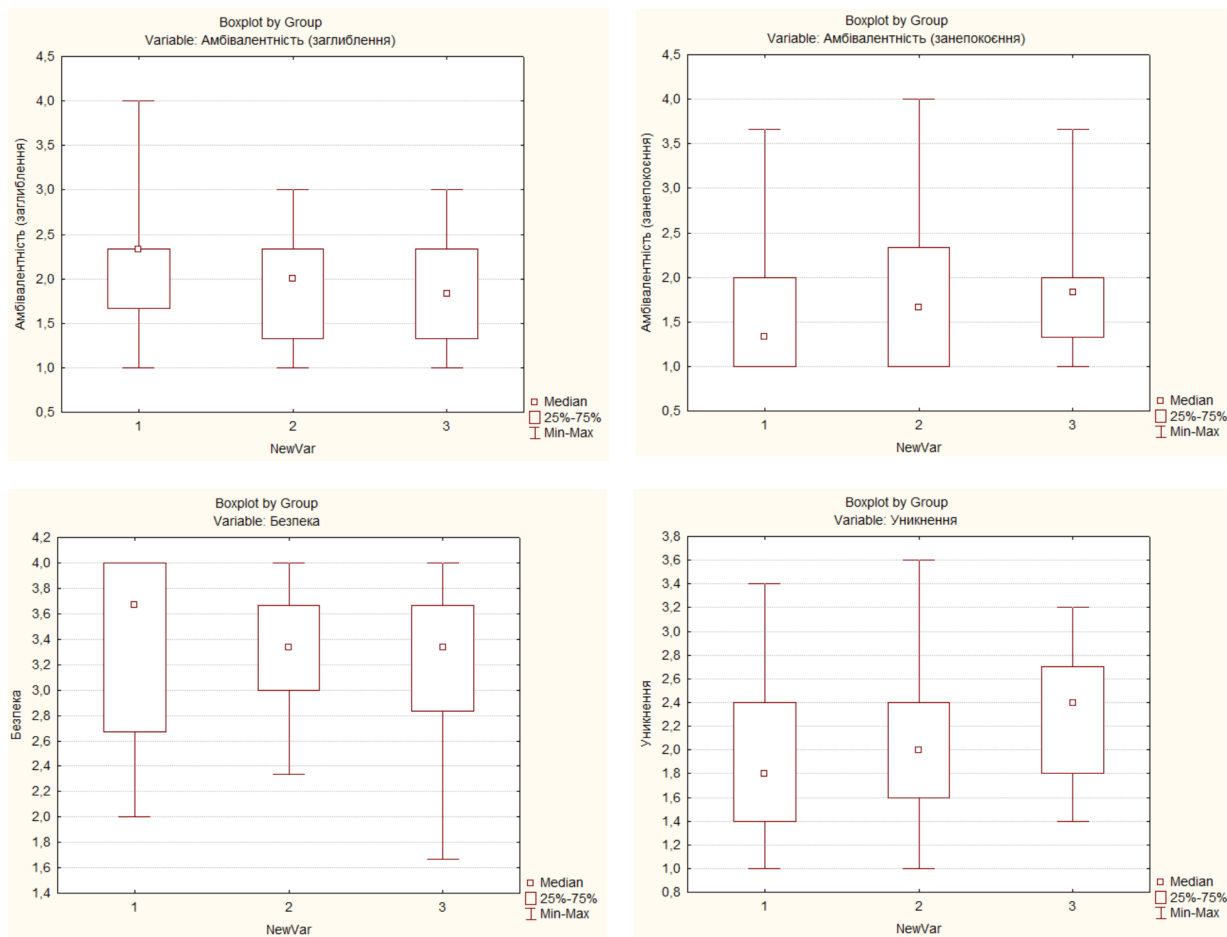 Boxplot by Group
Variable: Амбівалентність (заглиблення)
4,5
4,0
3,5
3,0
2,5
2,0
1,5
1,0
0,5
Амбівалентність (заглиблення)
1 2 3
NewVar
Median
25%-75%
Min-Max
Boxplot by Group
Variable: Амбівалентність (занепокоєння)
4,5
4,0
3,5
3,0
2,5
2,0
1,5
1,0
0,5
Амбівалентність (занепокоєння)
1 2 3
NewVar
Median
25%-75%
Min-Max
Boxplot by Group
Variable: Безпека
4,2
4,0
3,8
3,6
3,4
3,2
3,0
2,8
2,6
2,4
2,2
2,0
1,8
1,6
1,4
Безпека
1 2 3
NewVar
Median
25%-75%
Min-Max
Boxplot by Group
Variable: Уникнення
3,8
3,6
3,4
3,2
3,0
2,8
2,6
2,4
2,2
2,0
1,8
1,6
1,4
1,2
1,0
0,8
Уникнення
1 2 3
NewVar
Median
25%-75%
Min-Max